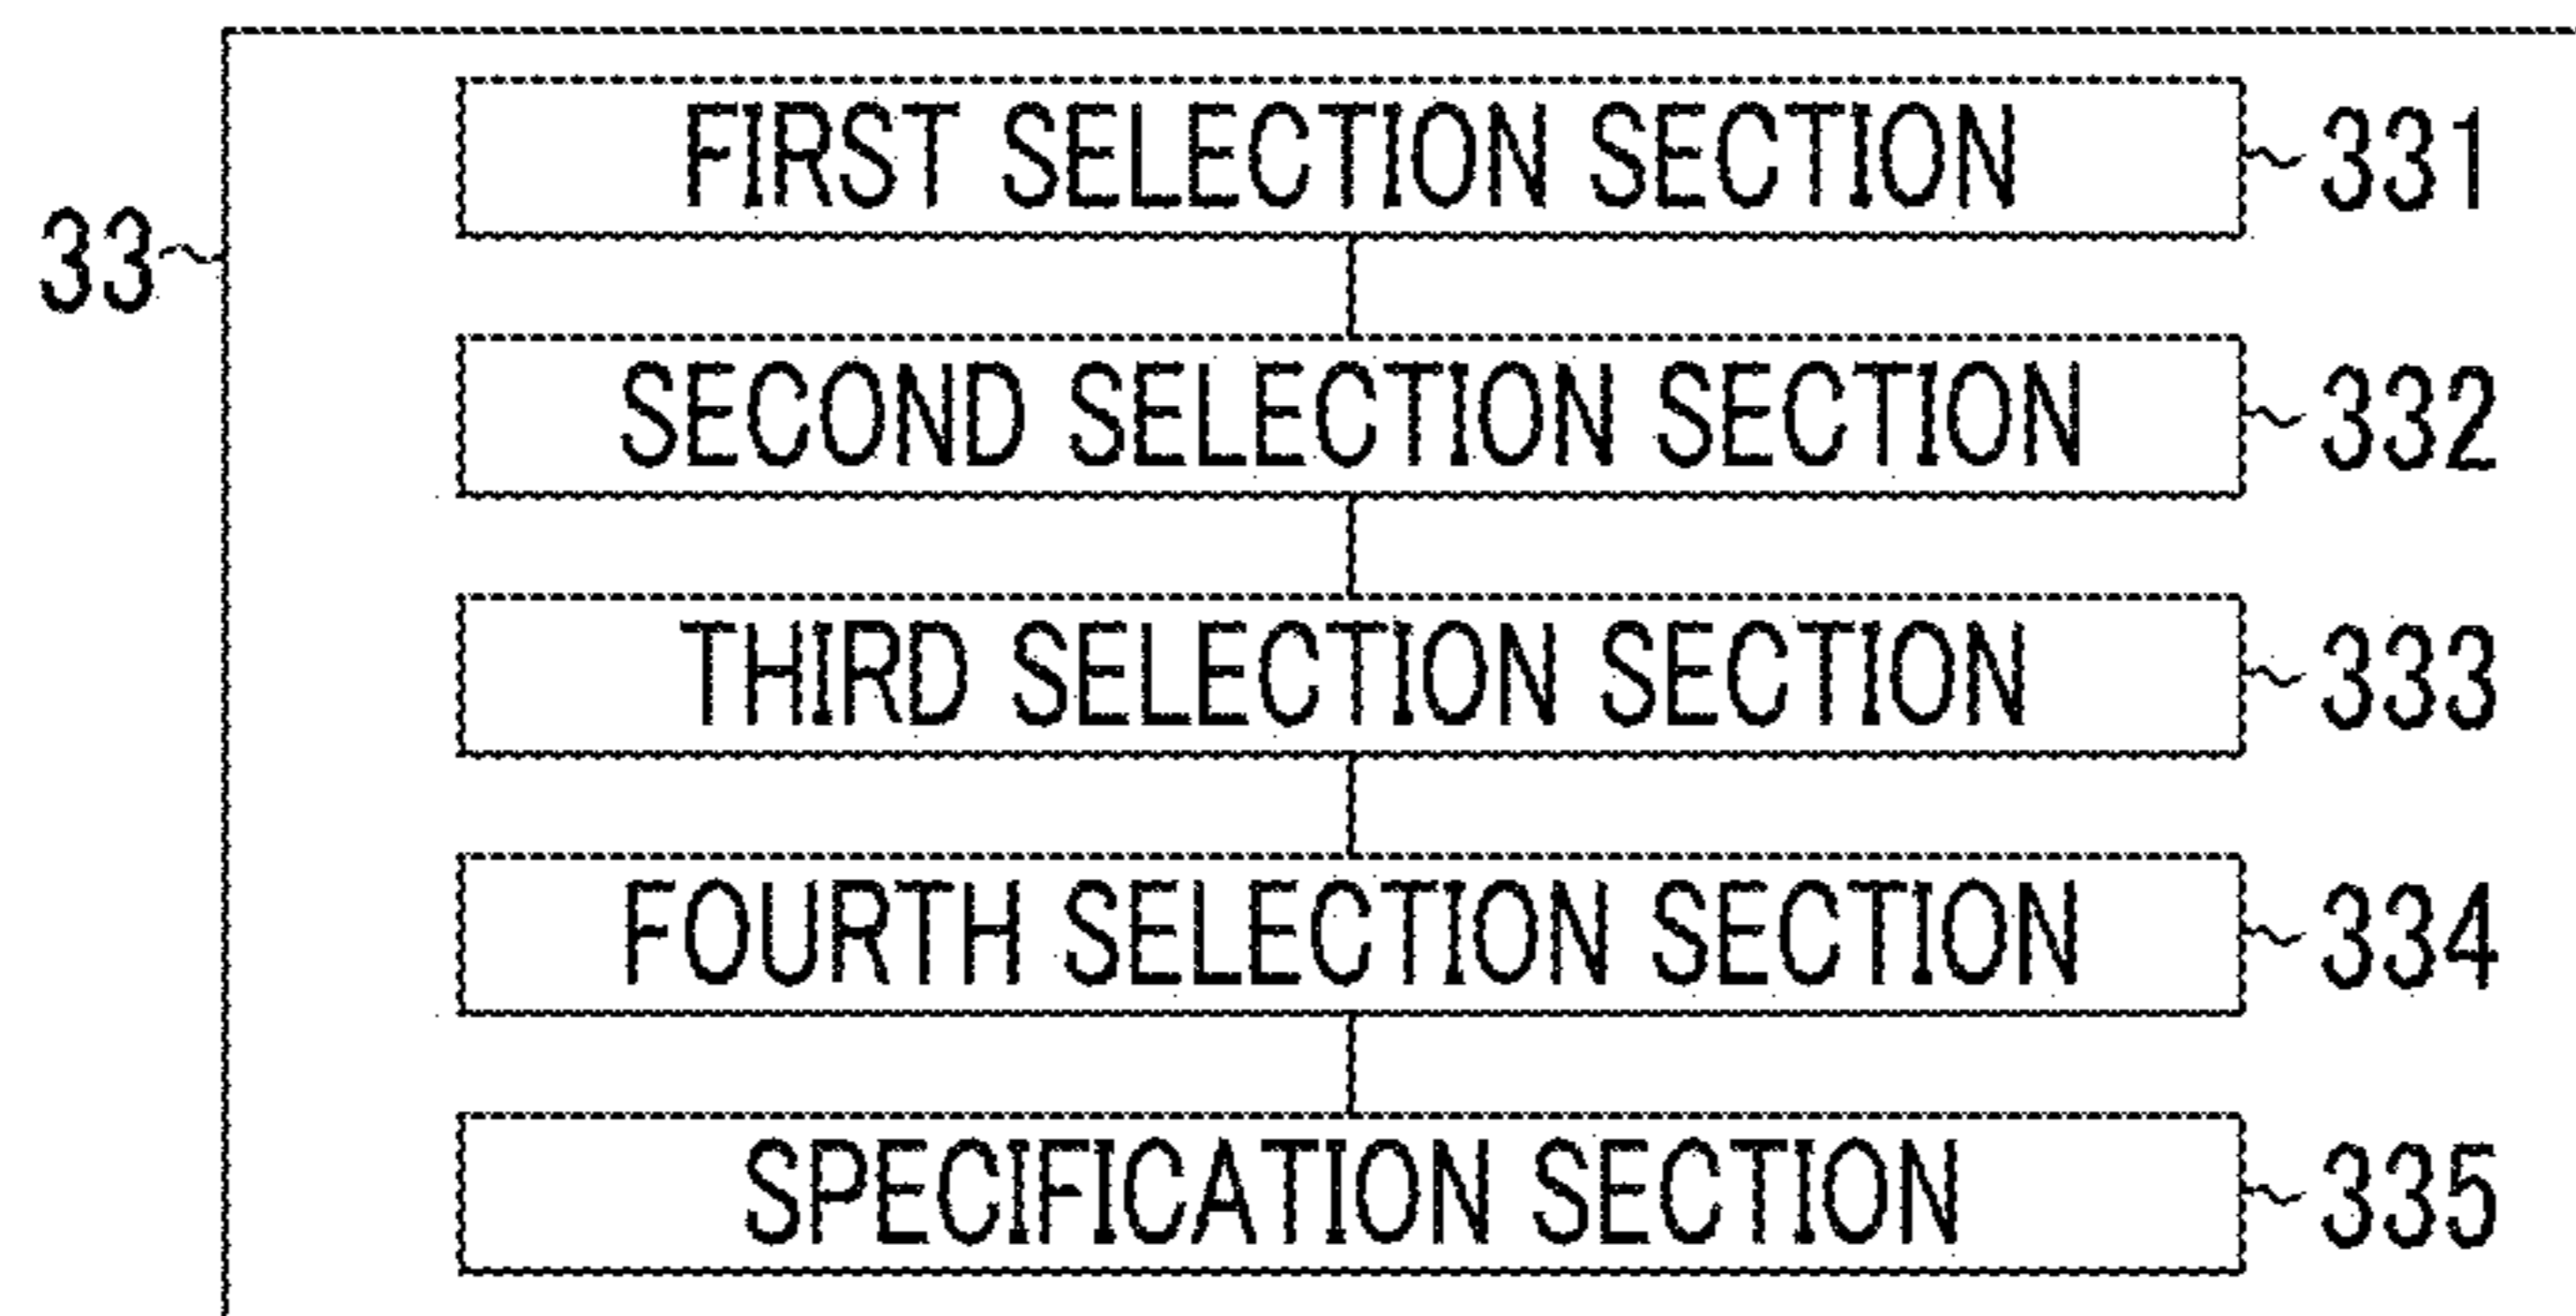 FIRST SELECTION SECTION 331
33
SECOND SELECTION SECTION 332
THIRD SELECTION SECTION 333
FOURTH SELECTION SECTION 334
SPECIFICATION SECTION 335